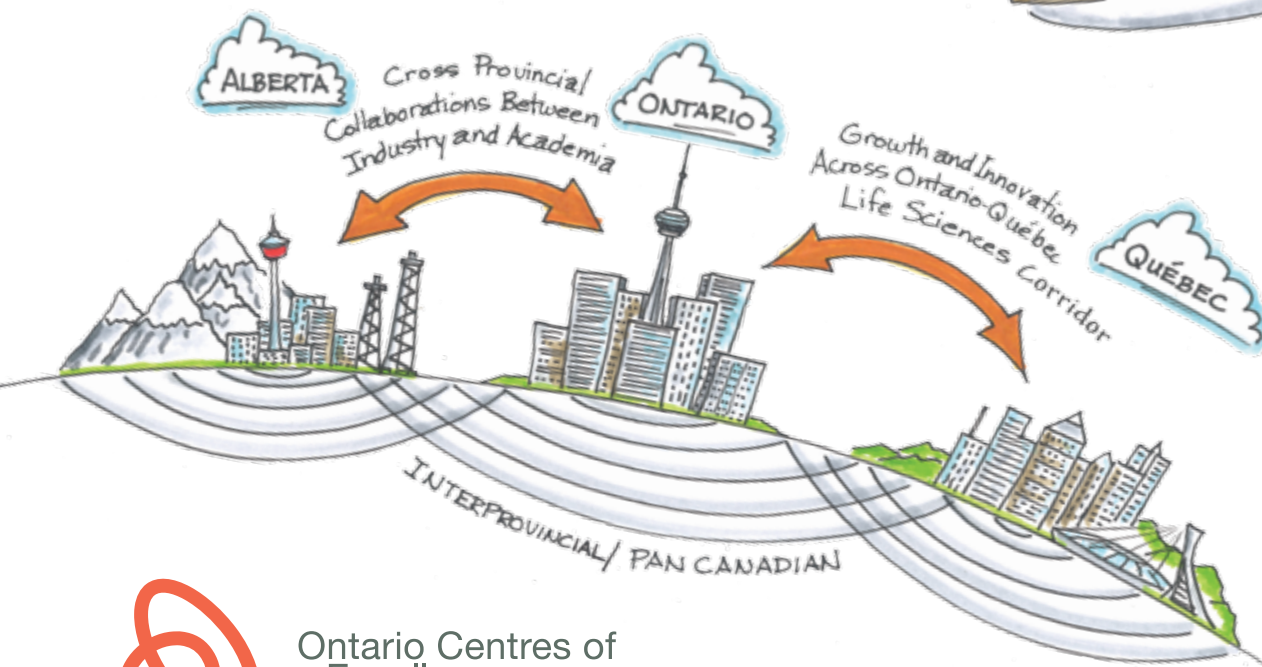 ALBERTA
Cross Provincial
Collaborations Between
Industry and Academia
ONTARIO
Growth and Innovation
Across Ontario-Québec
Life Sciences Corridor
QUÉBEC
INTERPROVINCIAL/ PAN CANADIAN
Ontario Centres of